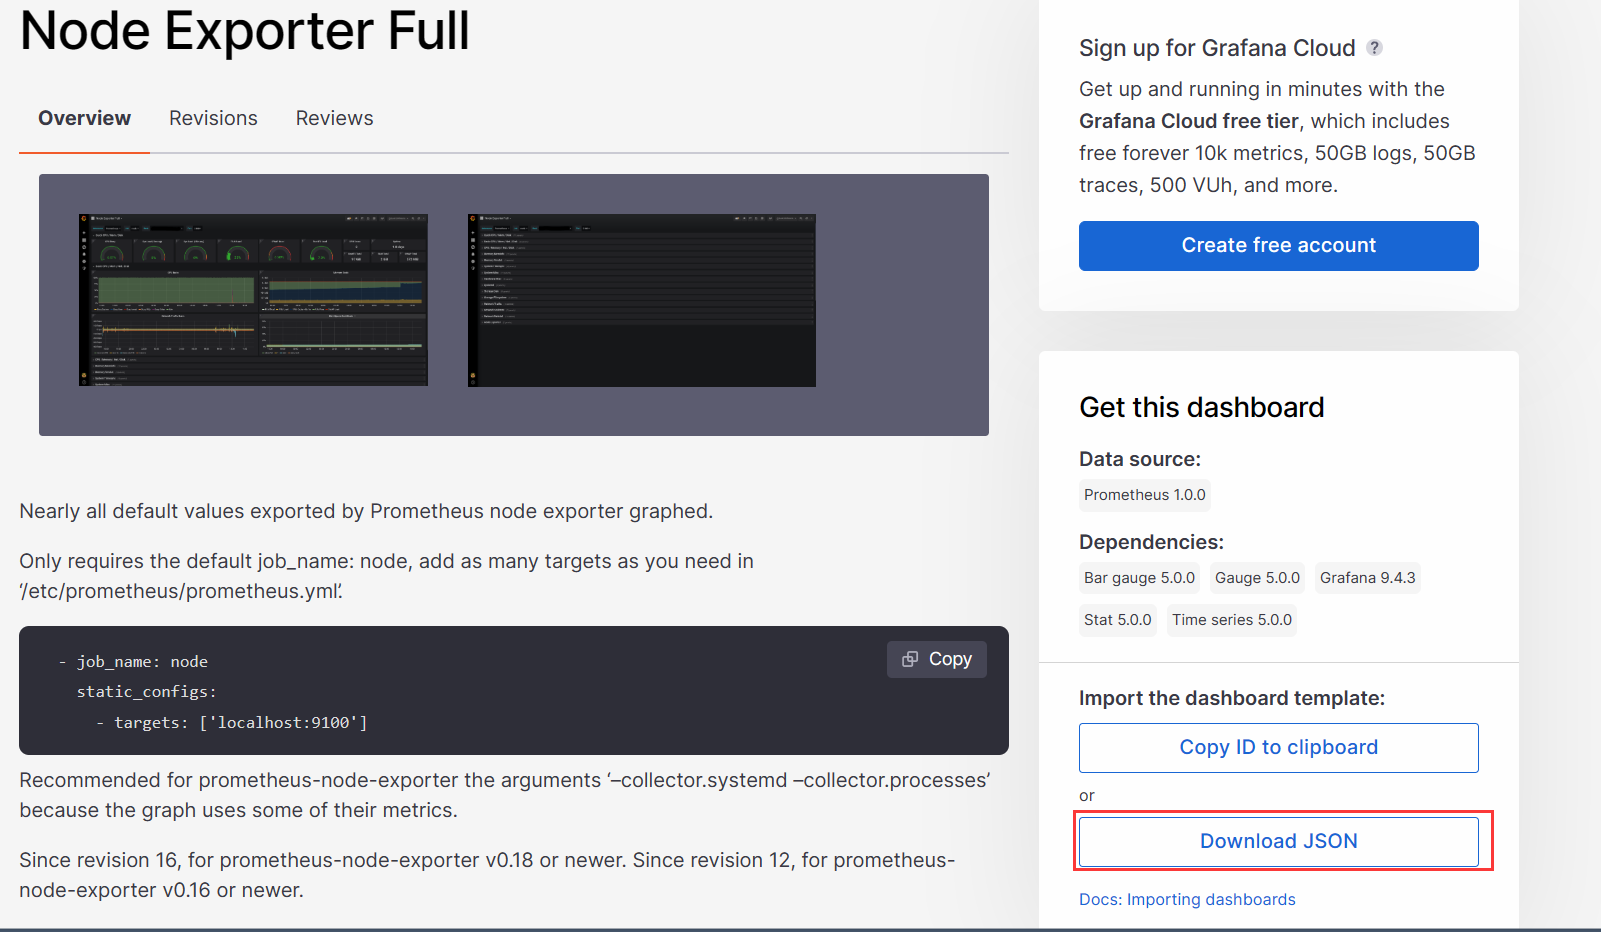 Node Exporter Full
Overview Revisions Reviews
Nearly all default values exported by Prometheus node exporter graphed.
Only requires the default job_name: node, add as many targets as you need in
‘/etc/prometheus/prometheus.yml’.
- job_name: node
static_configs:
- targets: ['localhost:9100']
Copy
Recommended for prometheus-node-exporter the arguments ‘–collector.systemd –collector.processes’
because the graph uses some of their metrics.
Since revision 16, for prometheus-node-exporter v0.18 or newer. Since revision 12, for prometheus-
node-exporter v0.16 or newer.
Sign up for Grafana Cloud ?
Get up and running in minutes with the
Grafana Cloud free tier, which includes
free forever 10k metrics, 50GB logs, 50GB
traces, 500 VUh, and more.
Create free account
Get this dashboard
Data source:
Prometheus 1.0.0
Dependencies:
Bar gauge 5.0.0 Gauge 5.0.0 Grafana 9.4.3
Stat 5.0.0 Time series 5.0.0
Import the dashboard template:
Copy ID to clipboard
or
Download JSON
Docs: Importing dashboards